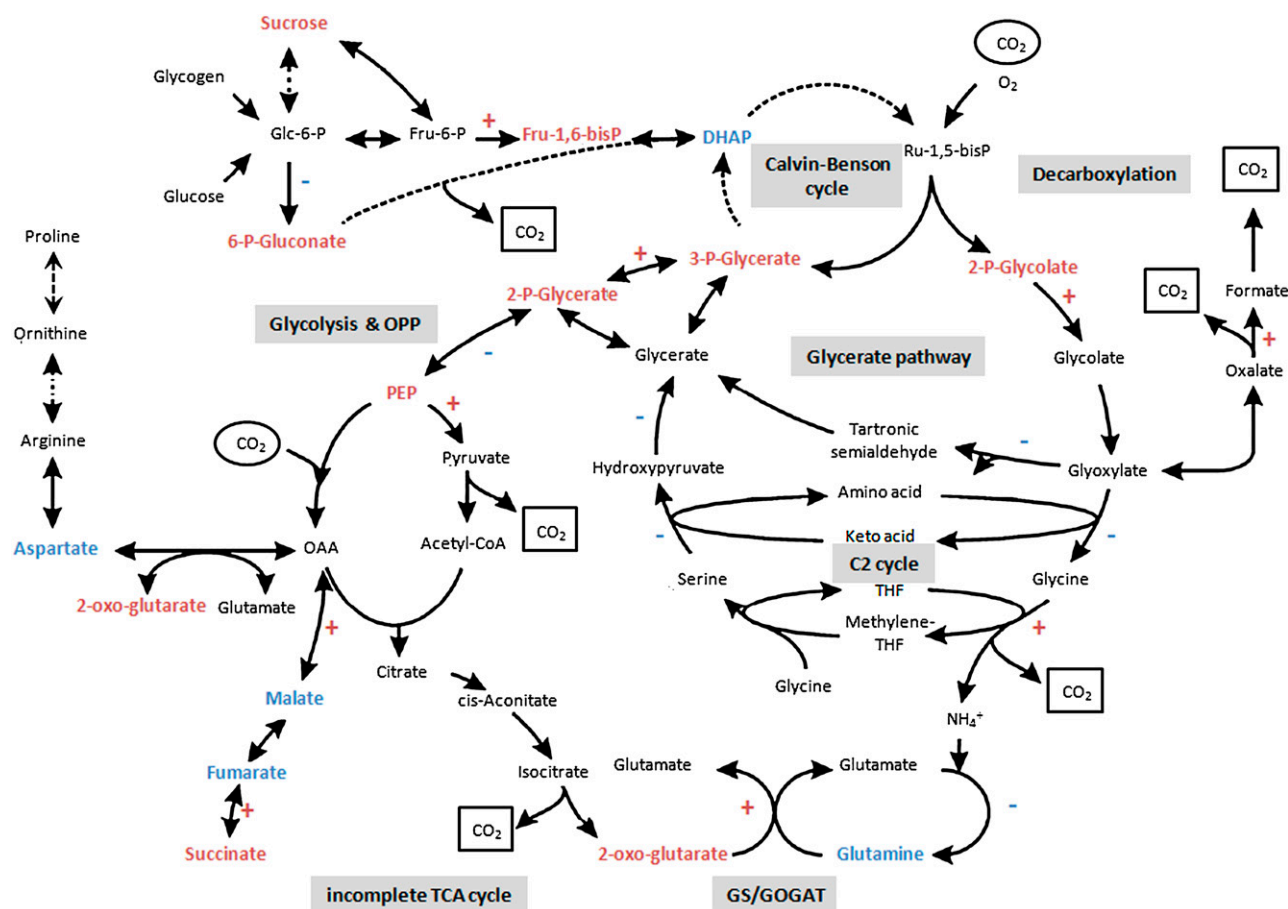 Sucrose
CO₂
Glycogen
O₂
Glc-6-P
Fru-6-P
+
Fru-1,6-bisP
DHAP
Ru-1,5-bisP
Calvin-Benson
cycle
Decarboxylation
CO₂
-
Glucose
6-P-Gluconate
CO₂
Proline
+
3-P-Glycerate
2-P-Glycolate
2-P-Glycerate
+
CO₂
Formate
Glycolysis & OPP
Ornithine
-
Glycerate
Glycerate pathway
Glycolate
+
Oxalate
PEP
+
-
Arginine
CO₂
Pyruvate
Tartronic
semialdehyde
-
Hydroxypyruvate
Glyoxylate
Amino acid
CO₂
Keto acid
-
-
Aspartate
OAA
Acetyl-CoA
C2 cycle
Serine
THF
Glycine
2-oxo-glutarate
Glutamate
+
Methylene-
THF
+
Citrate
Glycine
CO₂
Malate
cis-Aconitate
NH₄⁺
Fumarate
Isocitrate
Glutamate
Glutamate
+
+
-
CO₂
Succinate
2-oxo-glutarate
Glutamine
incomplete TCA cycle
GS/GOGAT